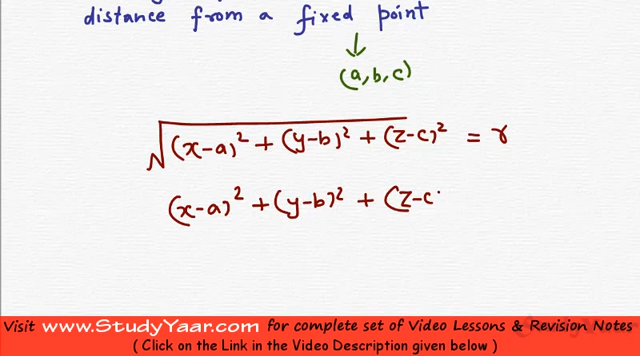 distance from a fixed point
↓
(a,b,c)
√(x-a)² + (y-b)² + (z-c)² = r
(x-a)² + (y-b)² + (z-c
Visit www.StudyYaar.com for complete set of Video Lessons & Revision Notes
( Click on the Link in the Video Description given below )